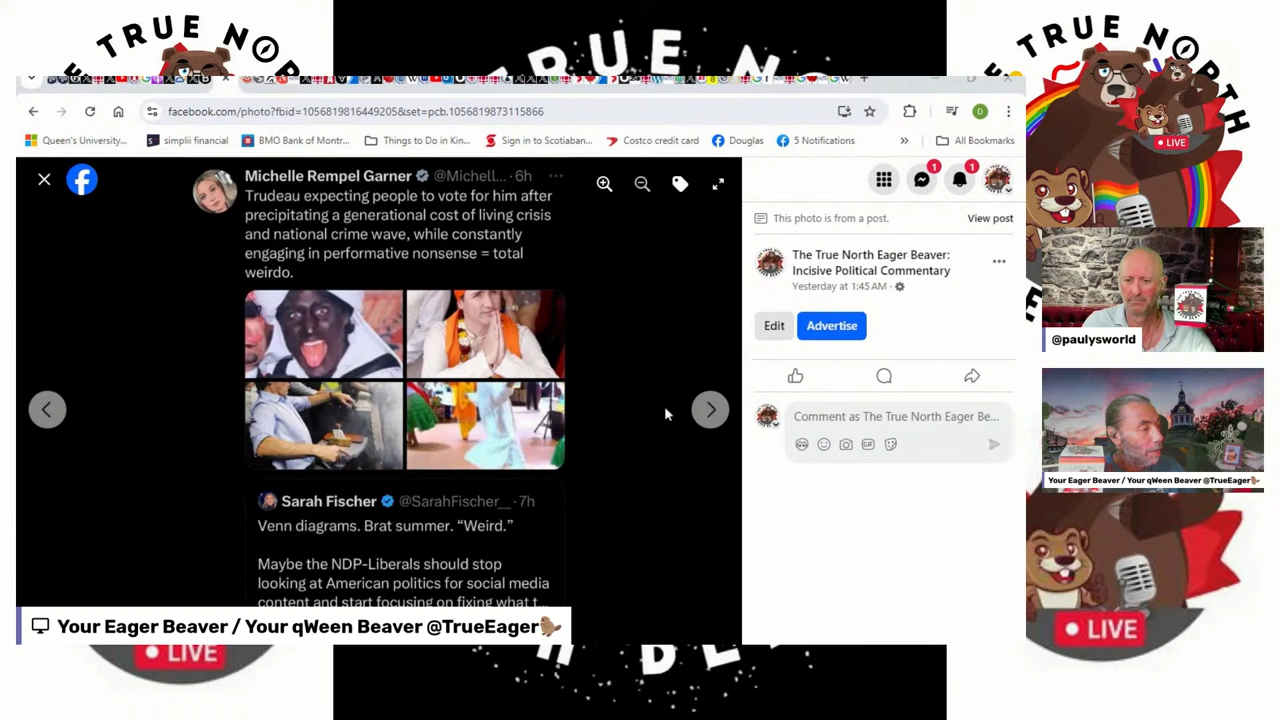 TRUE NO
TRUE N
TRUE NORTH
LIVE
facebook.com/photo?fbid=1056819816449205&set=pcb.1056819873115866
Queen's University...
simplii financial
BMO Bank of Montr...
Things to Do in Kin...
Sign in to Scotiaban...
Costco credit card
Douglas
5 Notifications
»
All Bookmarks
Michelle Rempel Garner @Michell... · 6h
Trudeau expecting people to vote for him after
precipitating a generational cost of living crisis
and national crime wave, while constantly
engaging in performative nonsense = total
weirdo.
Sarah Fischer @SarahFischer__ · 7h
Venn diagrams. Brat summer. “Weird.”
Maybe the NDP-Liberals should stop
looking at American politics for social media
content and start focusing on fixing what t...
1
1
This photo is from a post.
View post
The True North Eager Beaver:
Incisive Political Commentary
Yesterday at 1:45 AM ·
Edit
Advertise
Comment as The True North Eager Be...
GIF
@paulysworld
Your Eager Beaver / Your qWeen Beaver @TrueEager
Your Eager Beaver / Your qWeen Beaver @TrueEager
LIVE
LIVE